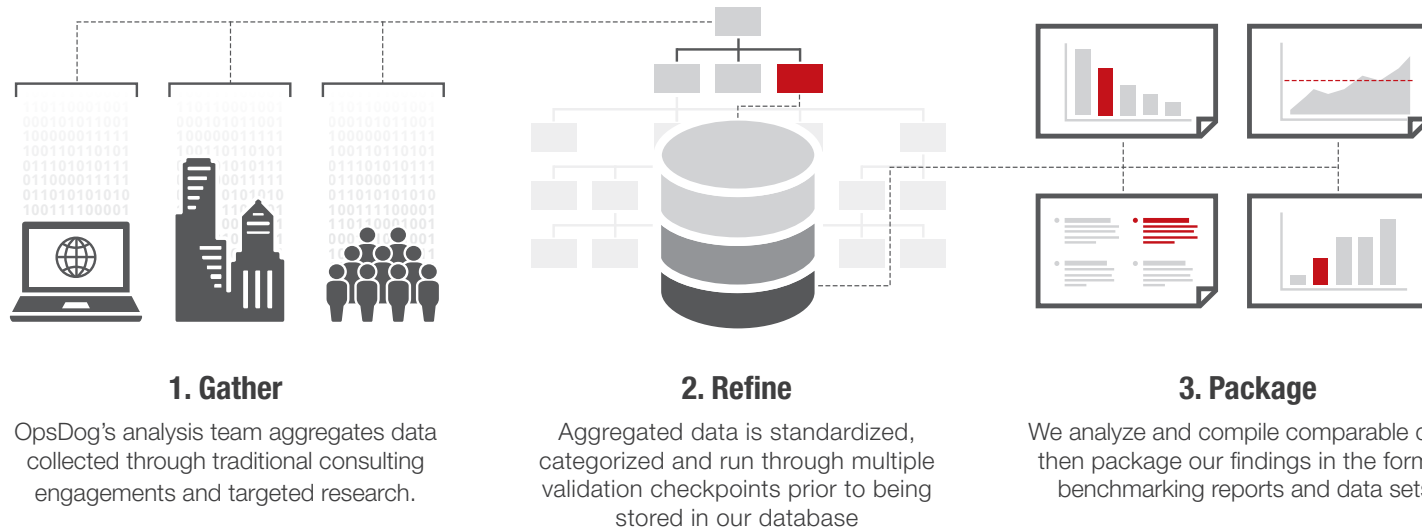 1. Gather
OpsDog's analysis team aggregates data
collected through traditional consulting
engagements and targeted research.
2. Refine
Aggregated data is standardized,
categorized and run through multiple
validation checkpoints prior to being
stored in our database
3. Package
We analyze and compile comparable
then package our findings in the form
benchmarking reports and data sets